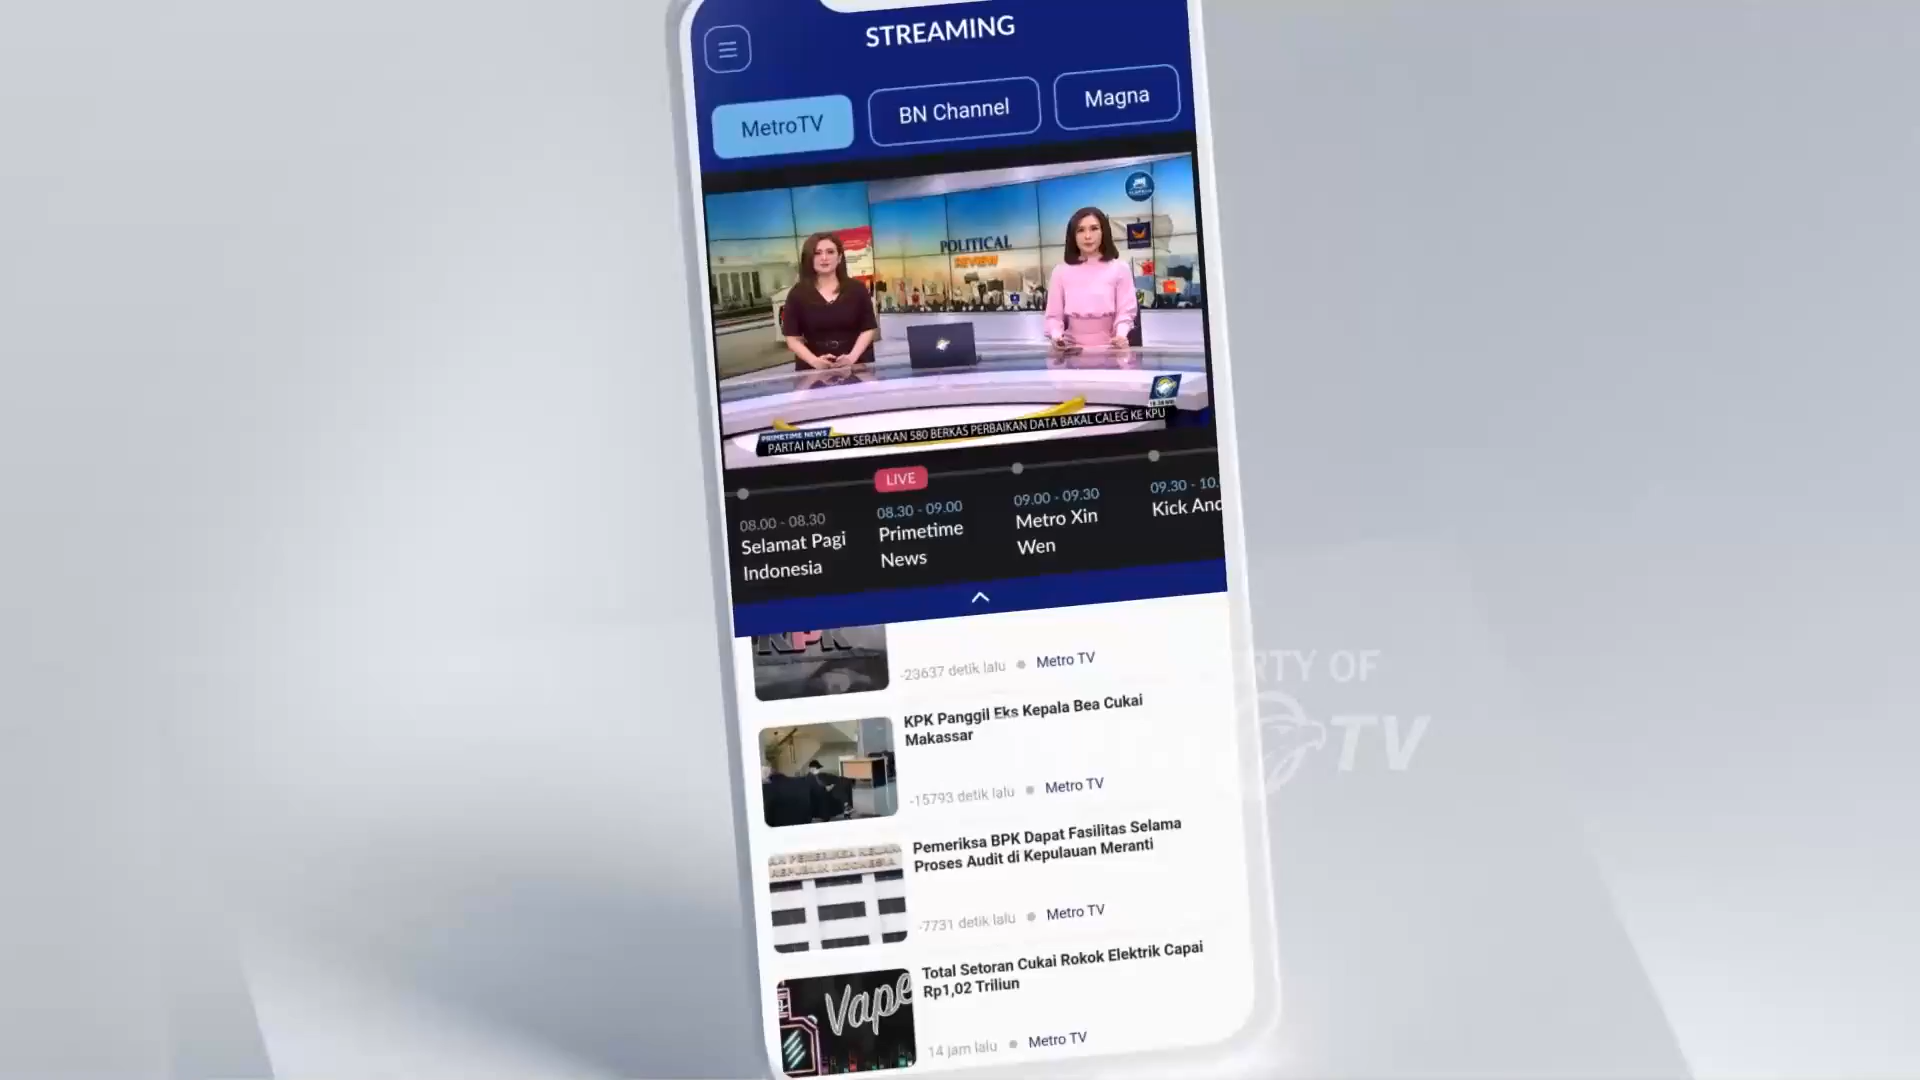 STREAMING
MetroTV
BN Channel
Magna
POLITICAL
REVIEW
PRIMETIME NEWS
PARTAI NASDEM SERAHKAN 580 BERKAS PERBAIKAN DATA BAKAL CALEG KE KPU
LIVE
08.00 - 08.30
Selamat Pagi
Indonesia
08.30 - 09.00
Primetime
News
09.00 - 09.30
Metro Xin
Wen
09.30 - 10.
Kick And
KPK
-23637 detik lalu
Metro TV
KPK Panggil Eks Kepala Bea Cukai
Makassar
-15793 detik lalu
Metro TV
REPUBLIK INDONESIA
Pemeriksa BPK Dapat Fasilitas Selama
Proses Audit di Kepulauan Meranti
-7731 detik lalu
Metro TV
Vape
Total Setoran Cukai Rokok Elektrik Capai
Rp1,02 Triliun
14 jam lalu
Metro TV
RTY OF
TV